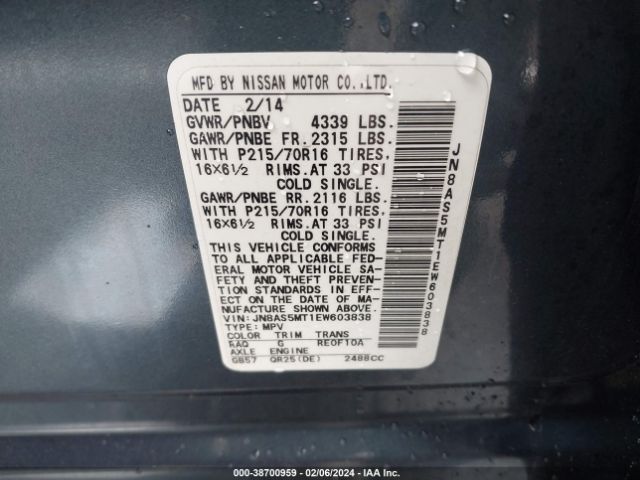 MFD BY NISSAN MOTOR CO.,LTD.
DATE 2/14
GVWR/PNBV 4339 LBS.
GAWR/PNBE FR. 2315 LBS.
WITH P215/70R16 TIRES,
16×6½ RIMS. AT 33 PSI
COLD SINGLE.
GAWR/PNBE RR. 2116 LBS.
WITH P215/70R16 TIRES,
16×6½ RIMS. AT 33 PSI
COLD SINGLE.
THIS VEHICLE CONFORMS
TO ALL APPLICABLE FED-
ERAL MOTOR VEHICLE SA-
FETY AND THEFT PREVEN-
TION STANDARDS IN EFF-
ECT ON THE DATE OF MA-
NUFACTURE SHOWN ABOVE.
VIN: JN8AS5MT1EW603838
TYPE: MPV
COLOR TRIM TRANS
RAQ G RE0F10A
AXLE ENGINE
GB57 QR25(DE) 2488CC
JN8AS5MT1EW603838
000-38700959 – 02/06/2024 – IAA Inc.